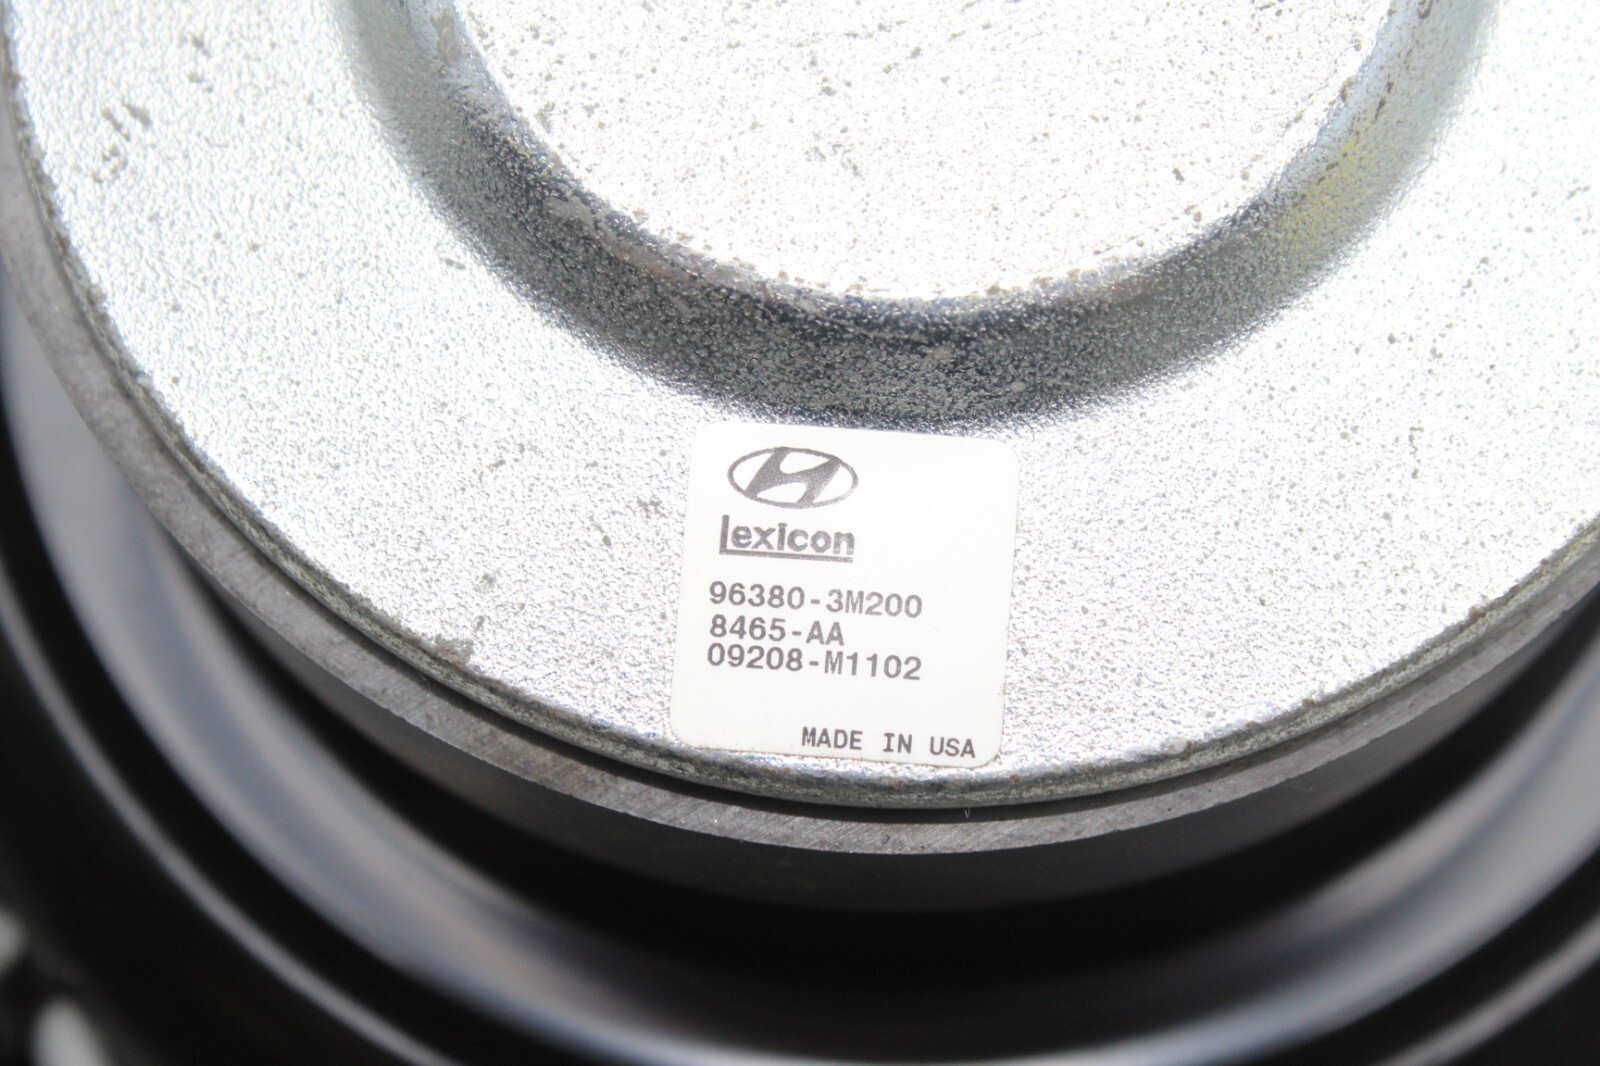 Lexicon
96380-3M200
8465-AA
09208-M1102
MADE IN USA